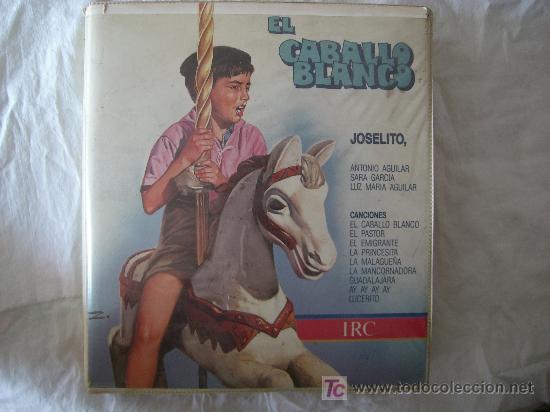 EL
CABALLO
BLANCO
JOSELITO,
ANTONIO AGUILAR
SARA GARCIA
LUZ MARIA AGUILAR
CANCIONES
EL CABALLO BLANCO
EL PASTOR
EL EMIGRANTE
LA PRINCESITA
LA MALAGUEÑA
LA MANCORNADORA
GUADALAJARA
AY AY AY AY
LUCERITO
IRC
todocoleccion
www.todocoleccion.net